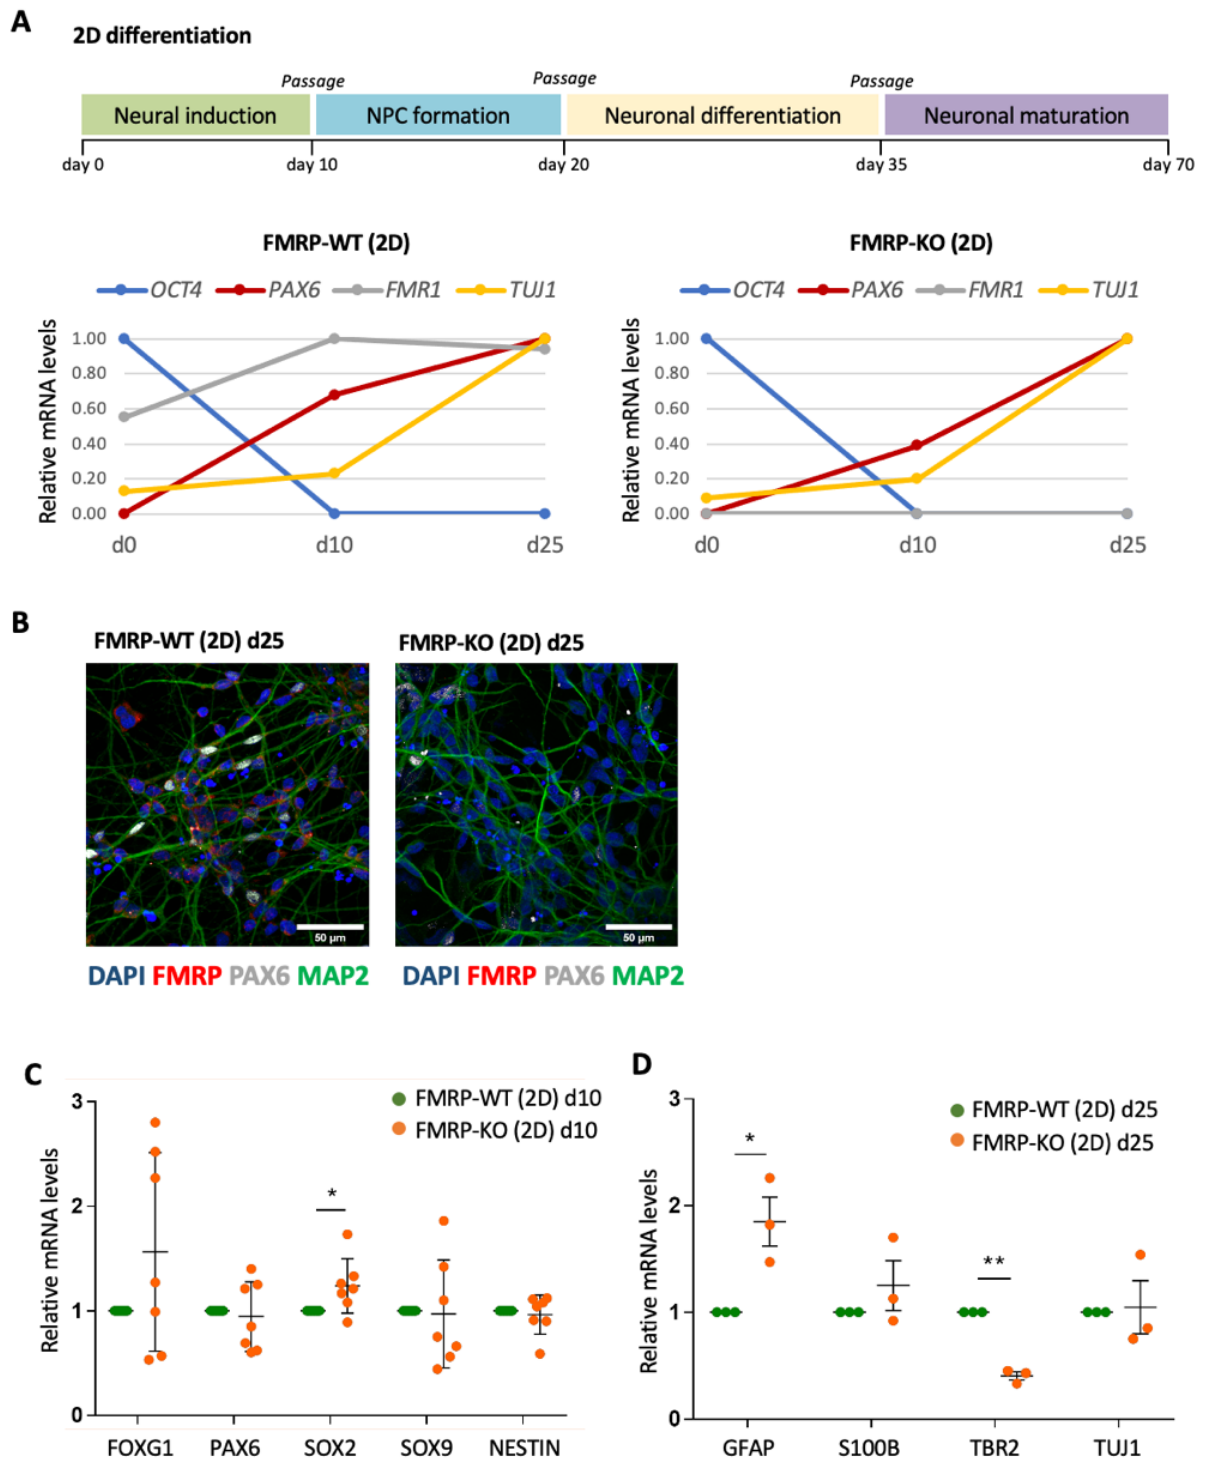 A
2D differentiation
Passage Passage Passage
Neural induction NPC formation Neuronal differentiation Neuronal maturation
day 0 day 10 day 20 day 35 day 70
FMRP-WT (2D)
OCT4 PAX6 FMR1 TUJ1
Relative mRNA levels
1.00
0.80
0.60
0.40
0.20
0.00
d0 d10 d25
FMRP-KO (2D)
OCT4 PAX6 FMR1 TUJ1
Relative mRNA levels
1.00
0.80
0.60
0.40
0.20
0.00
d0 d10 d25
B
FMRP-WT (2D) d25
50 µm
DAPI FMRP PAX6 MAP2
FMRP-KO (2D) d25
50 µm
DAPI FMRP PAX6 MAP2
C
FMRP-WT (2D) d10
FMRP-KO (2D) d10
Relative mRNA levels
3
2
1
0
*
FOXG1 PAX6 SOX2 SOX9 NESTIN
D
FMRP-WT (2D) d25
FMRP-KO (2D) d25
Relative mRNA levels
3
2
1
0
*
**
GFAP S100B TBR2 TUJ1